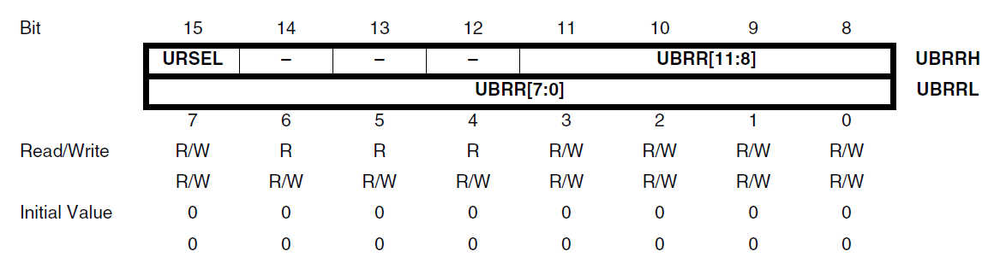 Bit 15 14 13 12 11 10 9 8
URSEL – – – UBRR[11:8] UBRRH
UBRR[7:0] UBRRL
7 6 5 4 3 2 1 0
Read/Write R/W R R R R/W R/W R/W R/W
R/W R/W R/W R/W R/W R/W R/W R/W
Initial Value 0 0 0 0 0 0 0 0
0 0 0 0 0 0 0 0